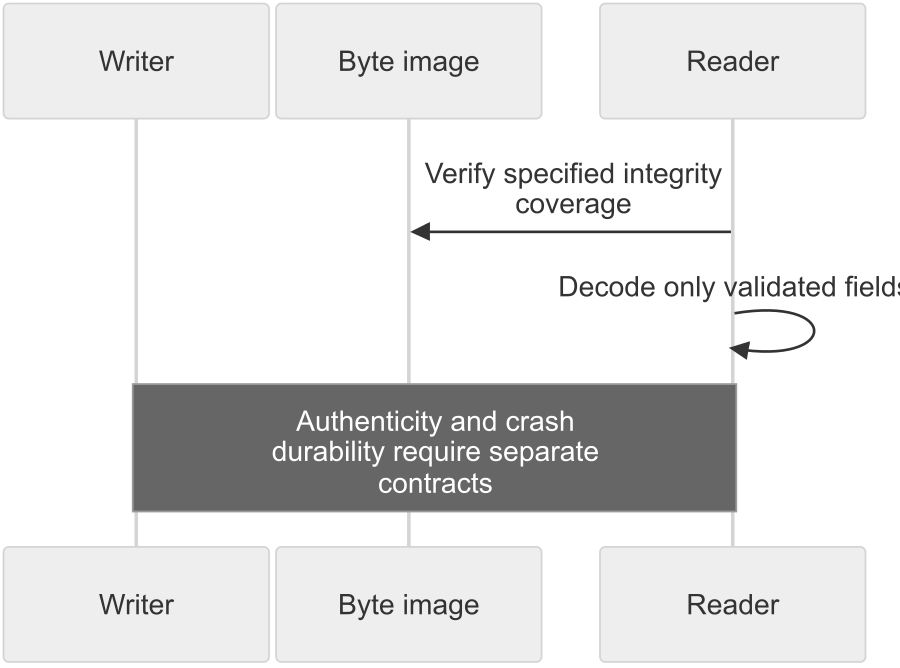 Writer
Byte image
Reader
Verify specified integrity
coverage
Decode only validated fields
Authenticity and crash
durability require separate
contracts
Writer
Byte image
Reader